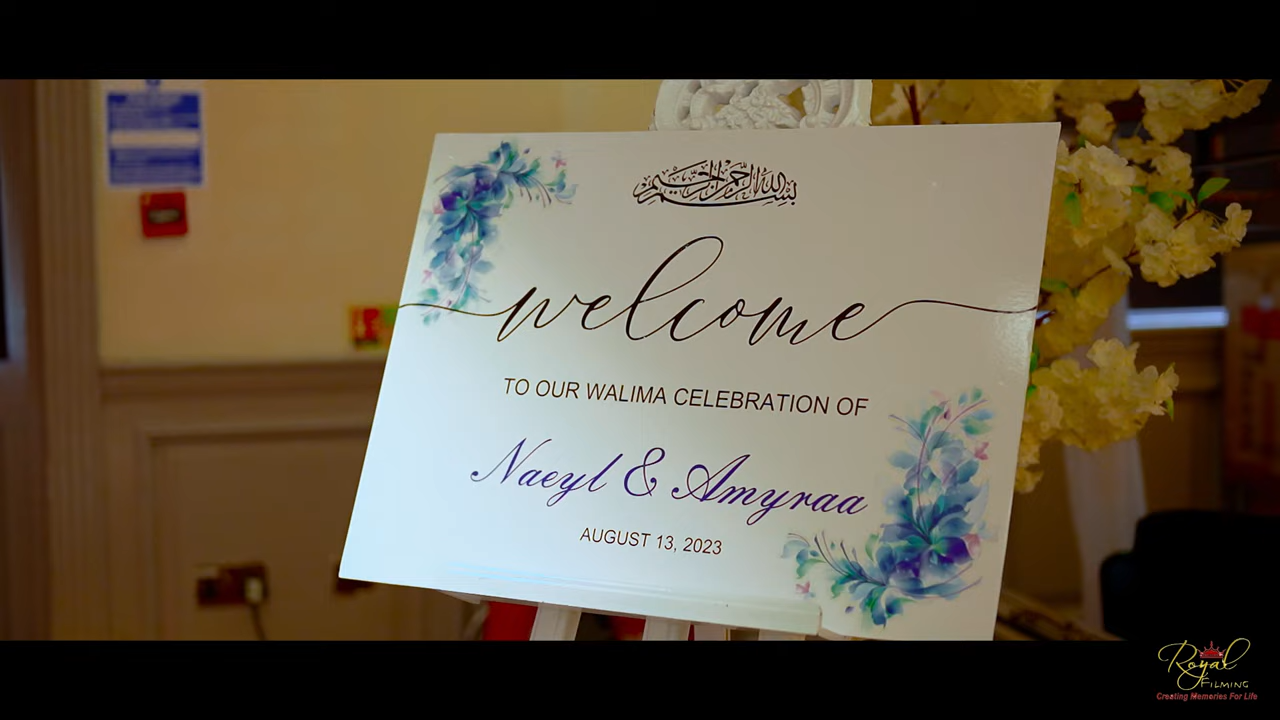 بسم الله الرحمن الرحيم
welcome
TO OUR WALIMA CELEBRATION OF
Naeyl & Amyraa
AUGUST 13, 2023
Royal
FILMING
Creating Memories For Life